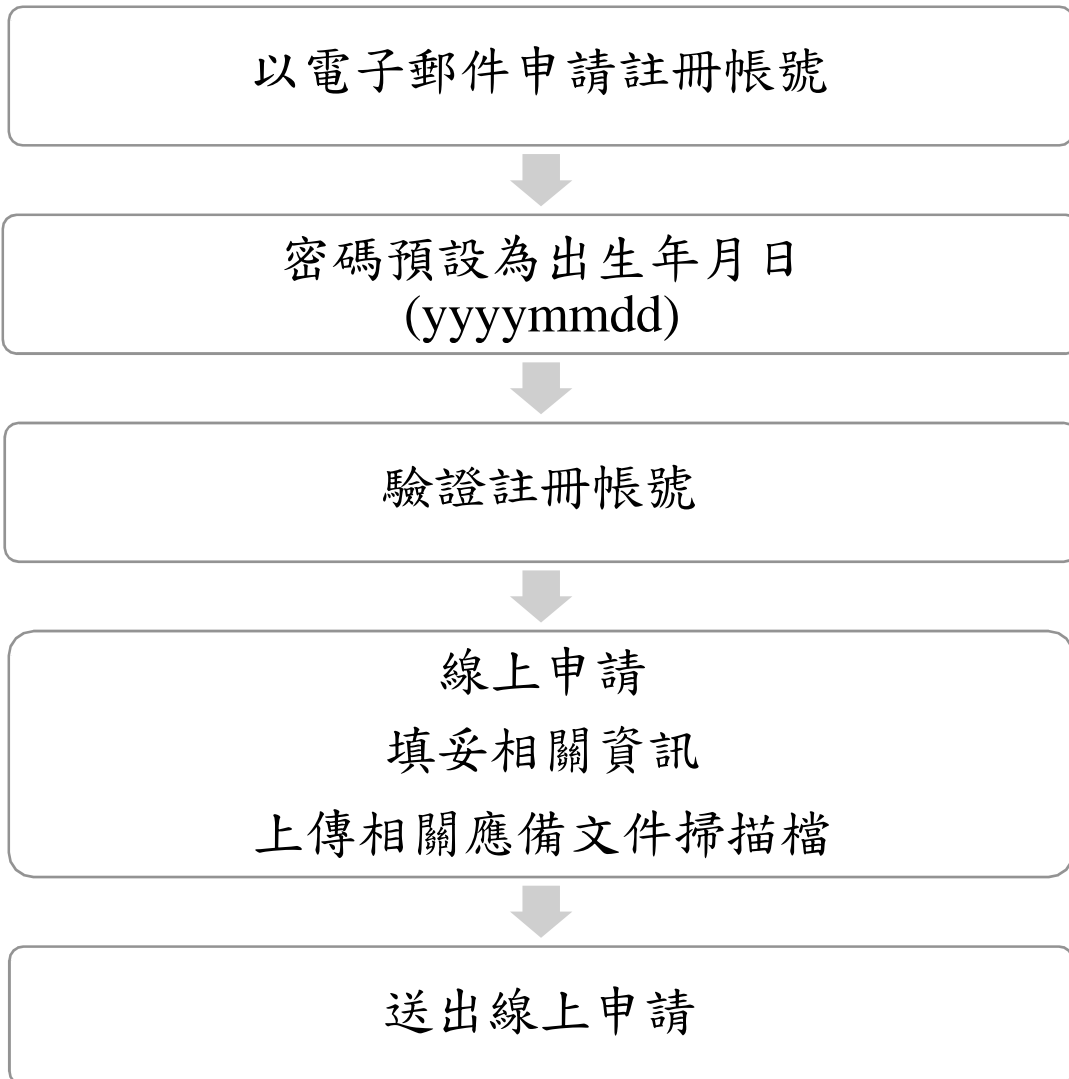 以電子郵件申請註冊帳號
密碼預設為出生年月日
(yyyymmdd)
驗證註冊帳號
線上申請
填妥相關資訊
上傳相關應備文件掃描檔
送出線上申請